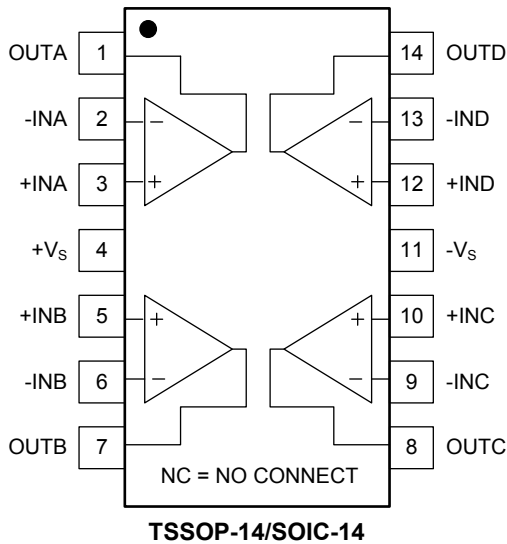 OUTA 1 14 OUTD
-INA 2 − − 13 -IND
+INA 3 + + 12 +IND
+VS 4 11 -VS
+INB 5 + + 10 +INC
-INB 6 − − 9 -INC
OUTB 7 8 OUTC
NC = NO CONNECT
TSSOP-14/SOIC-14